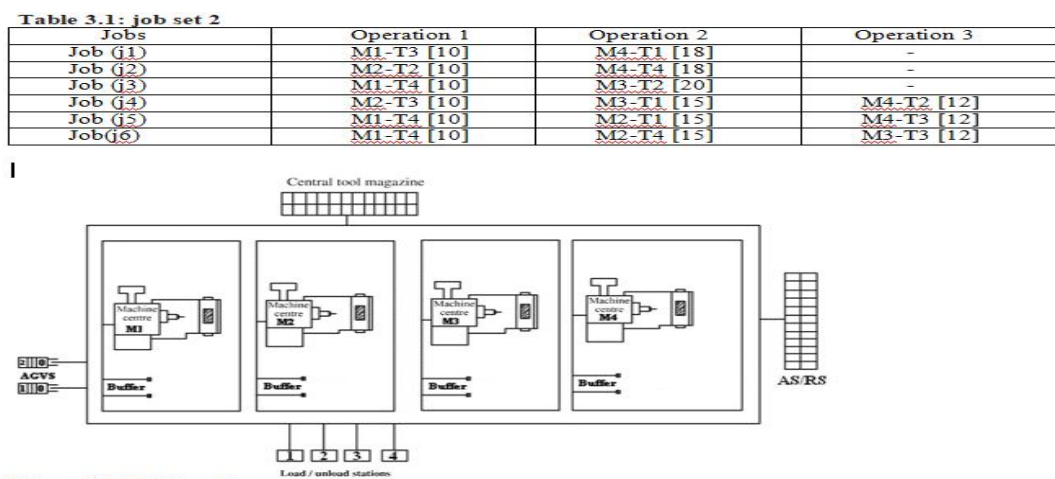 Table 3.1: job set 2
Jobs Operation 1 Operation 2 Operation 3
Job (j1) M1-T3 [10] M4-T1 [18] -
Job (j2) M2-T2 [10] M4-T4 [18] -
Job (j3) M1-T4 [10] M3-T2 [20] -
Job (j4) M2-T3 [10] M3-T1 [15] M4-T2 [12]
Job (j5) M1-T4 [10] M2-T1 [15] M4-T3 [12]
Job(j6) M1-T4 [10] M2-T4 [15] M3-T3 [12]
Central tool magazine
Machine centre M1
Machine centre M2
Machine centre M3
Machine centre M4
2
AGVS
1
Buffer
Buffer
Buffer
Buffer
AS/RS
1 2 3 4
Load / unload stations